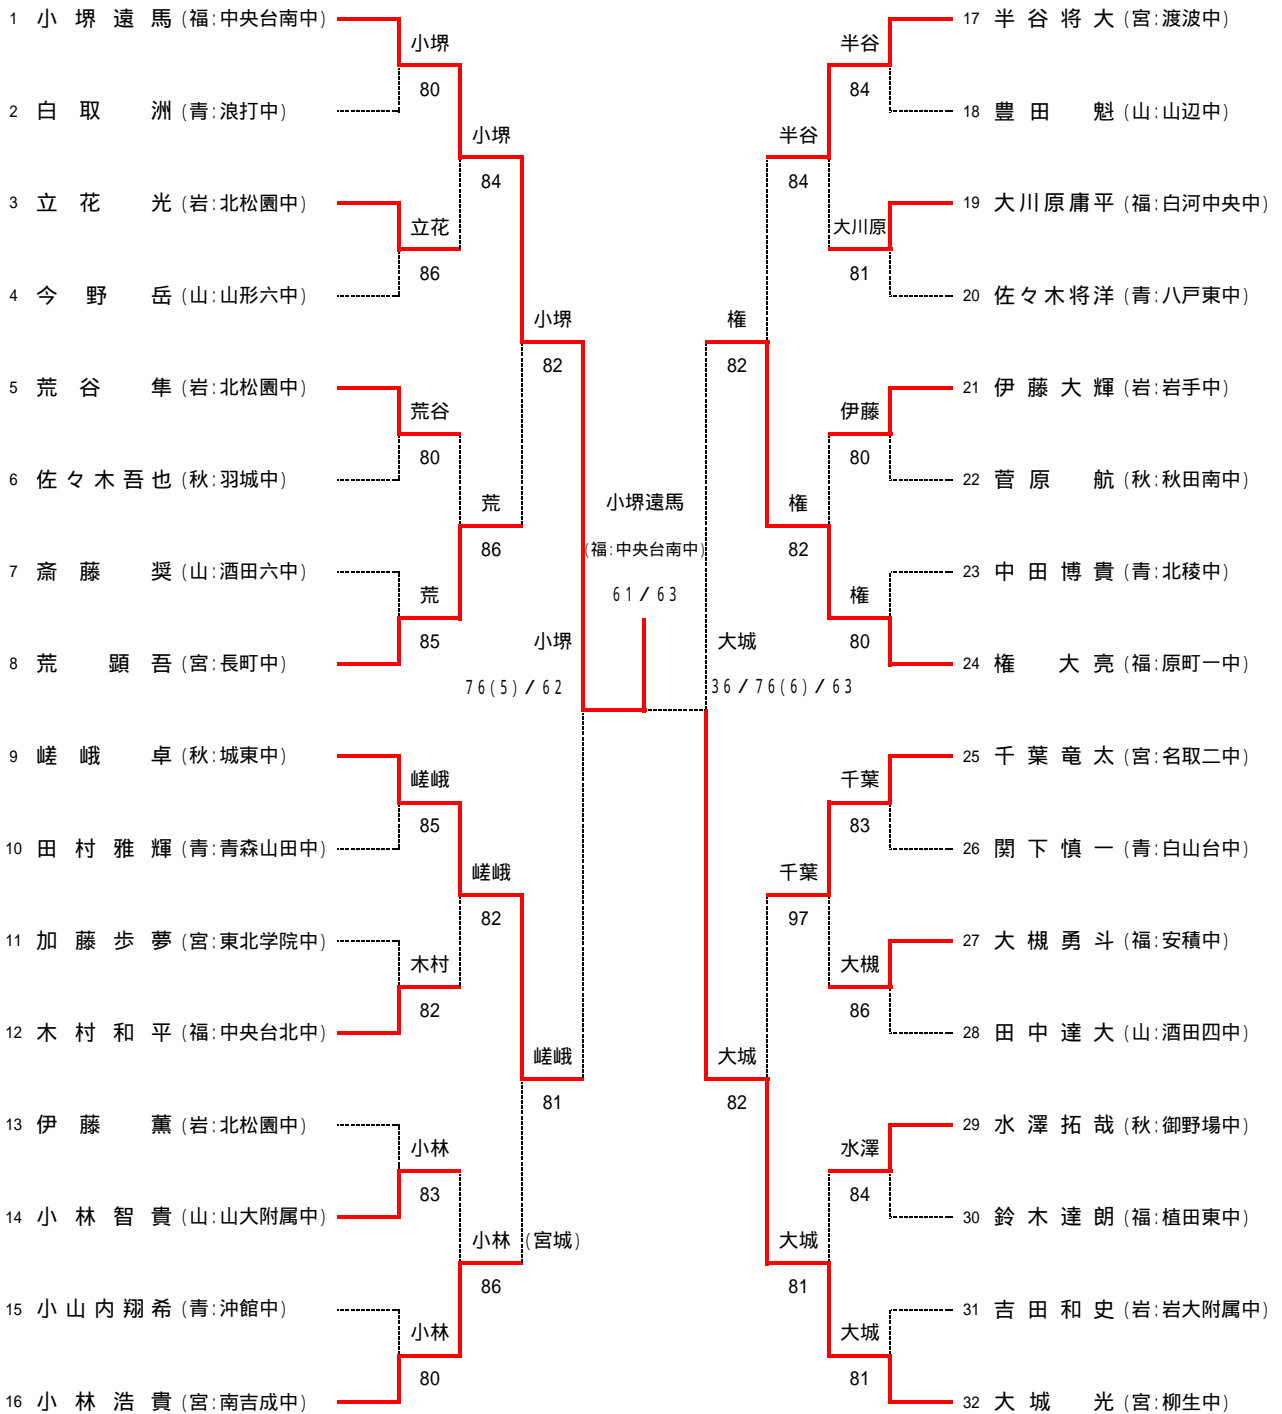 1 小堺遠馬 (福:中央台南中)
2 白取洲 (青:浪打中)
3 立花光 (岩:北松園中)
4 今野岳 (山:山形六中)
5 荒谷隼 (岩:北松園中)
6 佐々木吾也 (秋:羽城中)
7 斎藤奨 (山:酒田六中)
8 荒顕吾 (宮:長町中)
9 嵯峨卓 (秋:城東中)
10 田村雅輝 (青:青森山田中)
11 加藤歩夢 (宮:東北学院中)
12 木村和平 (福:中央台北中)
13 伊藤薫 (岩:北松園中)
14 小林智貴 (山:山大附属中)
15 小山内翔希 (青:沖館中)
16 小林浩貴 (宮:南吉成中)
小堺
80
立花
86
荒谷
80
荒
85
嵯峨
85
木村
82
小林
83
小林
80
小堺
84
荒
86
嵯峨
82
小林 (宮城)
86
小堺
82
嵯峨
81
小堺
76(5)/62
小堺遠馬
(福:中央台南中)
61/63
大城
36/76(6)/63
権
82
大城
82
半谷
84
権
82
千葉
97
大城
81
半谷
84
大川原
81
伊藤
80
権
80
千葉
83
大槻
86
水澤
84
大城
81
17 半谷将大 (宮:渡波中)
18 豊田魁 (山:山辺中)
19 大川原庸平 (福:白河中央中)
20 佐々木将洋 (青:八戸東中)
21 伊藤大輝 (岩:岩手中)
22 菅原航 (秋:秋田南中)
23 中田博貴 (青:北稜中)
24 権大亮 (福:原町一中)
25 千葉竜太 (宮:名取二中)
26 関下慎一 (青:白山台中)
27 大槻勇斗 (福:安積中)
28 田中達大 (山:酒田四中)
29 水澤拓哉 (秋:御野場中)
30 鈴木達朗 (福:植田東中)
31 吉田和史 (岩:岩大附属中)
32 大城光 (宮:柳生中)